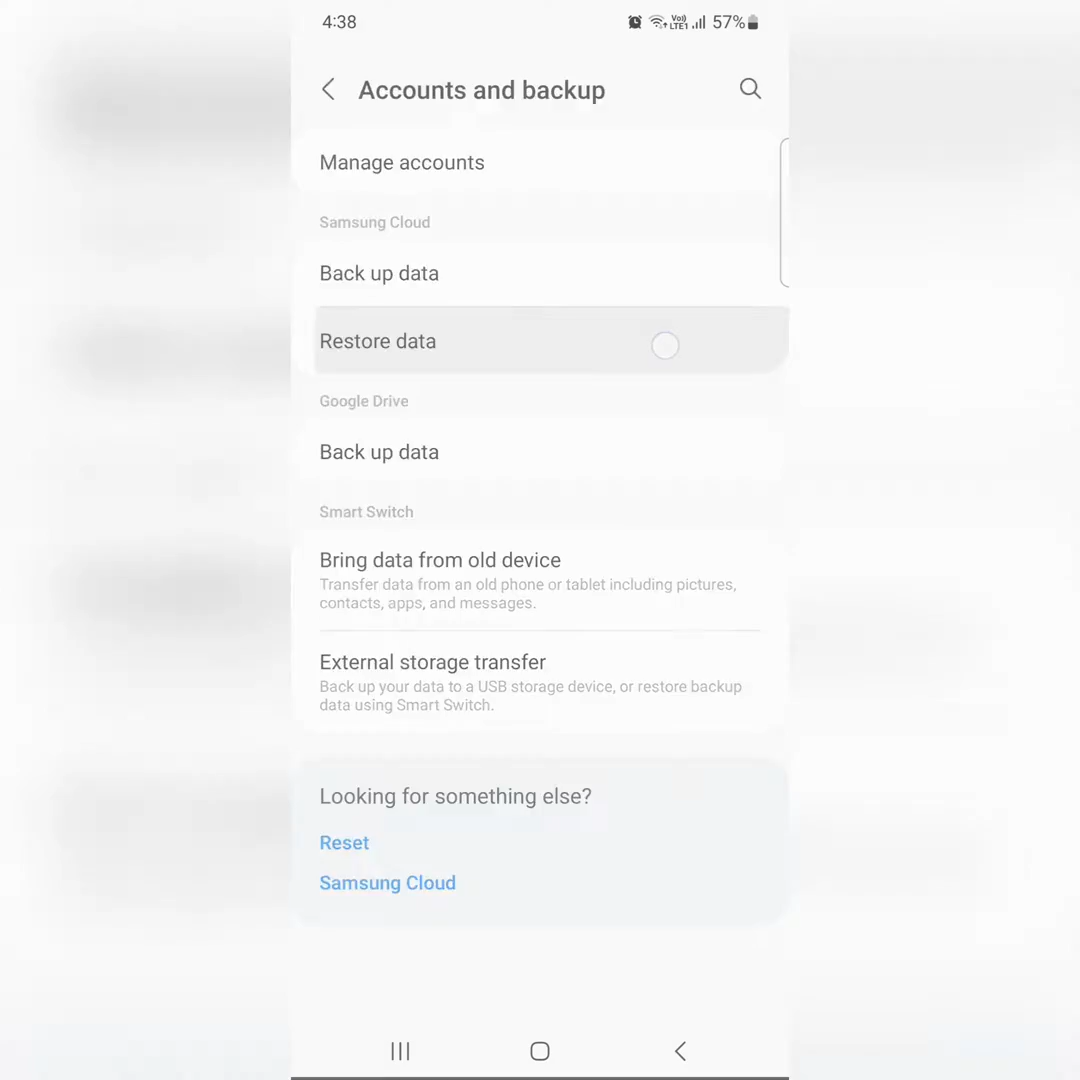 4:38
Vo)) LTE1 57%
Accounts and backup
Manage accounts
Samsung Cloud
Back up data
Restore data
Google Drive
Back up data
Smart Switch
Bring data from old device
Transfer data from an old phone or tablet including pictures,
contacts, apps, and messages.
External storage transfer
Back up your data to a USB storage device, or restore backup
data using Smart Switch.
Looking for something else?
Reset
Samsung Cloud